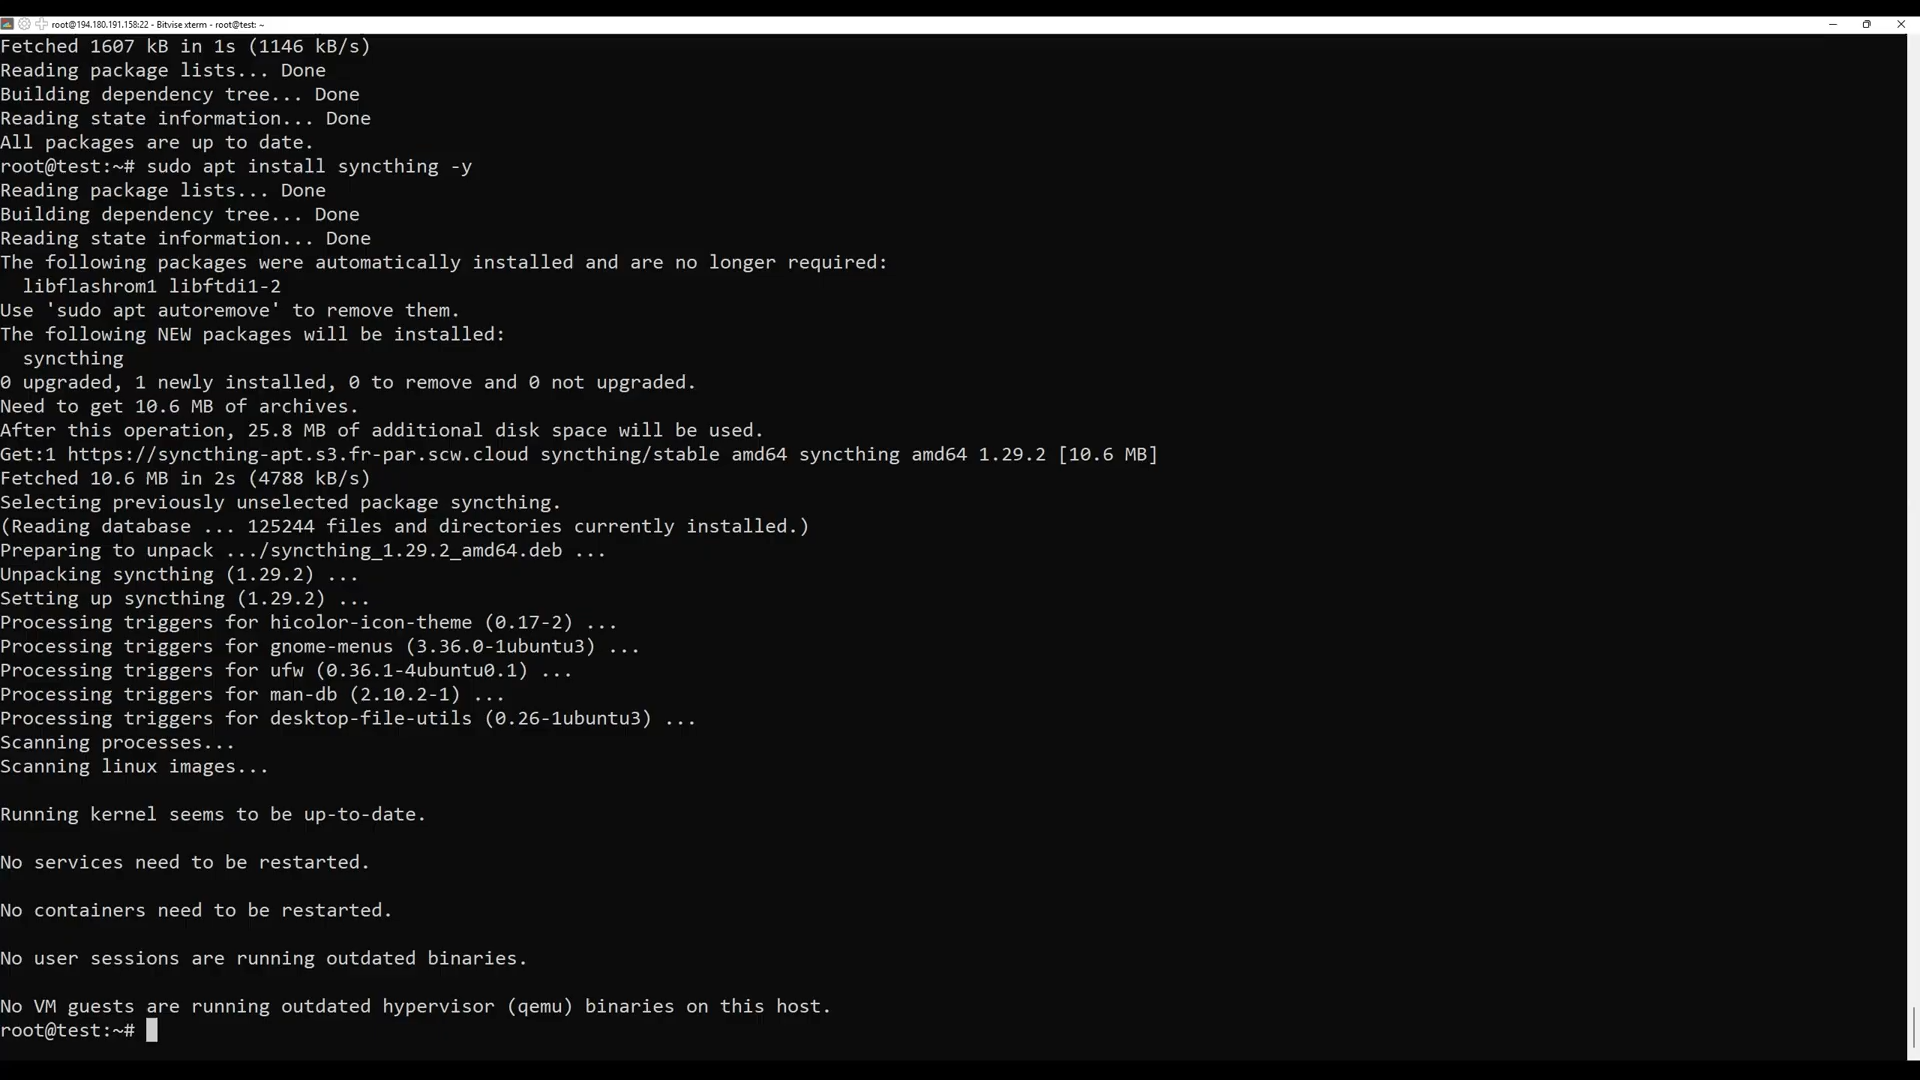 root@194.180.191.158:22 - Bitvise xterm - root@test: ~
Fetched 1607 kB in 1s (1146 kB/s)
Reading package lists... Done
Building dependency tree... Done
Reading state information... Done
All packages are up to date.
root@test:~# sudo apt install syncthing -y
Reading package lists... Done
Building dependency tree... Done
Reading state information... Done
The following packages were automatically installed and are no longer required:
  libflashrom1 libftdi1-2
Use 'sudo apt autoremove' to remove them.
The following NEW packages will be installed:
  syncthing
0 upgraded, 1 newly installed, 0 to remove and 0 not upgraded.
Need to get 10.6 MB of archives.
After this operation, 25.8 MB of additional disk space will be used.
Get:1 https://syncthing-apt.s3.fr-par.scw.cloud syncthing/stable amd64 syncthing amd64 1.29.2 [10.6 MB]
Fetched 10.6 MB in 2s (4788 kB/s)
Selecting previously unselected package syncthing.
(Reading database ... 125244 files and directories currently installed.)
Preparing to unpack .../syncthing_1.29.2_amd64.deb ...
Unpacking syncthing (1.29.2) ...
Setting up syncthing (1.29.2) ...
Processing triggers for hicolor-icon-theme (0.17-2) ...
Processing triggers for gnome-menus (3.36.0-1ubuntu3) ...
Processing triggers for ufw (0.36.1-4ubuntu0.1) ...
Processing triggers for man-db (2.10.2-1) ...
Processing triggers for desktop-file-utils (0.26-1ubuntu3) ...
Scanning processes...
Scanning linux images...
Running kernel seems to be up-to-date.
No services need to be restarted.
No containers need to be restarted.
No user sessions are running outdated binaries.
No VM guests are running outdated hypervisor (qemu) binaries on this host.
root@test:~#